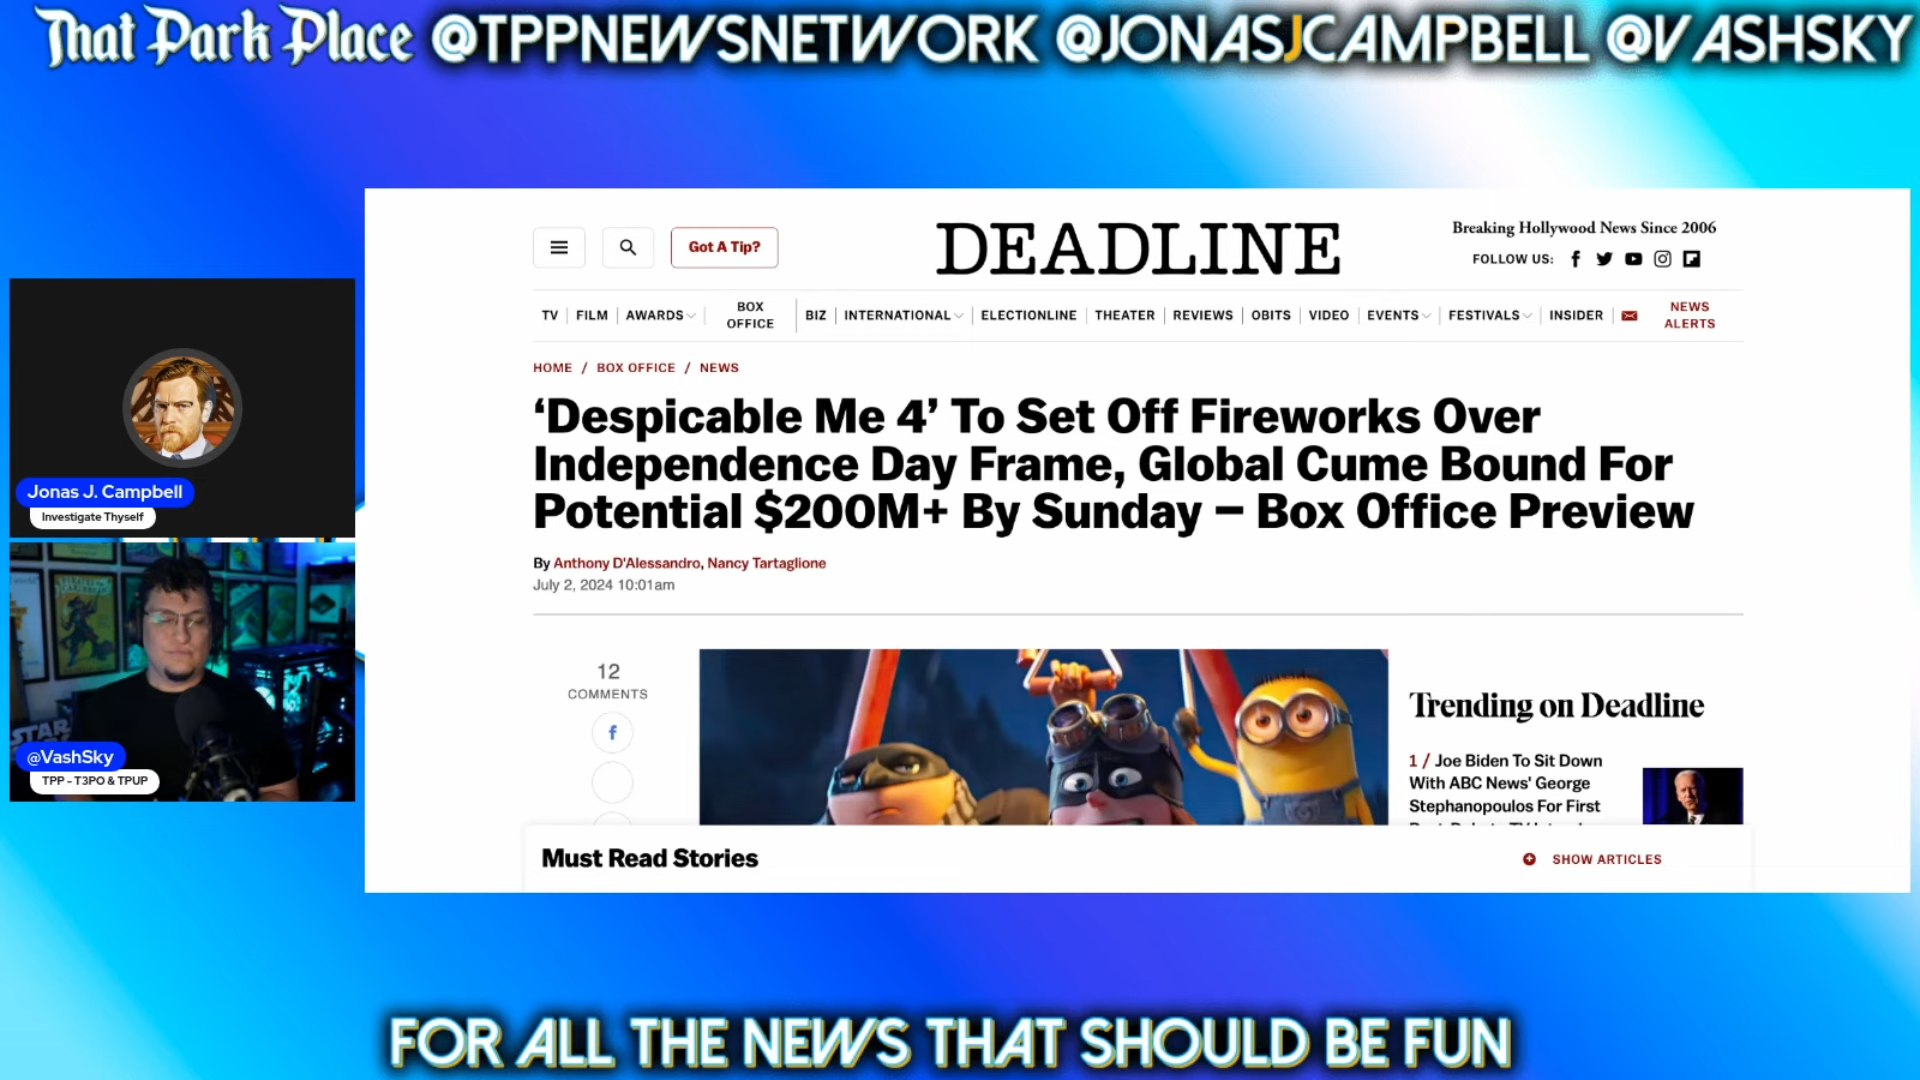 That Park Place @TPPNEWSNETWORK @JONASJCAMPBELL @VASHSKY
Got A Tip?
DEADLINE
Breaking Hollywood News Since 2006
FOLLOW US:
TV FILM AWARDS BOX OFFICE BIZ INTERNATIONAL ELECTIONLINE THEATER REVIEWS OBITS VIDEO EVENTS FESTIVALS INSIDER NEWS ALERTS
HOME / BOX OFFICE / NEWS
‘Despicable Me 4’ To Set Off Fireworks Over
Independence Day Frame, Global Cume Bound For
Potential $200M+ By Sunday – Box Office Preview
By Anthony D'Alessandro, Nancy Tartaglione
July 2, 2024 10:01am
12
COMMENTS
Trending on Deadline
1 / Joe Biden To Sit Down
With ABC News' George
Stephanopoulos For First
Must Read Stories
SHOW ARTICLES
Jonas J. Campbell
Investigate Thyself
STAR
@VashSky
TPP - T3PO & TPUP
FOR ALL THE NEWS THAT SHOULD BE FUN